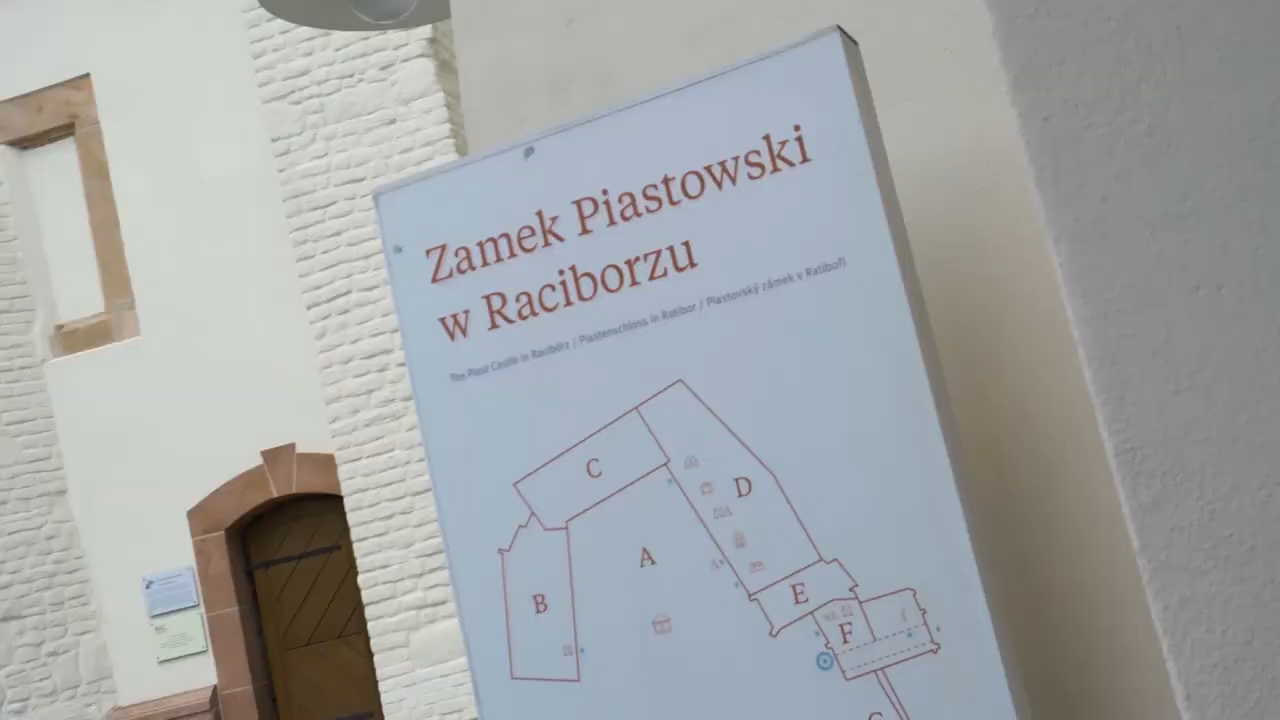 Zamek Piastowski
w Raciborzu
The Piast Castle in Racibórz / Piastenschloss in Ratibor / Piastovský zámek v Ratiboři
C
D
A
B
E
F